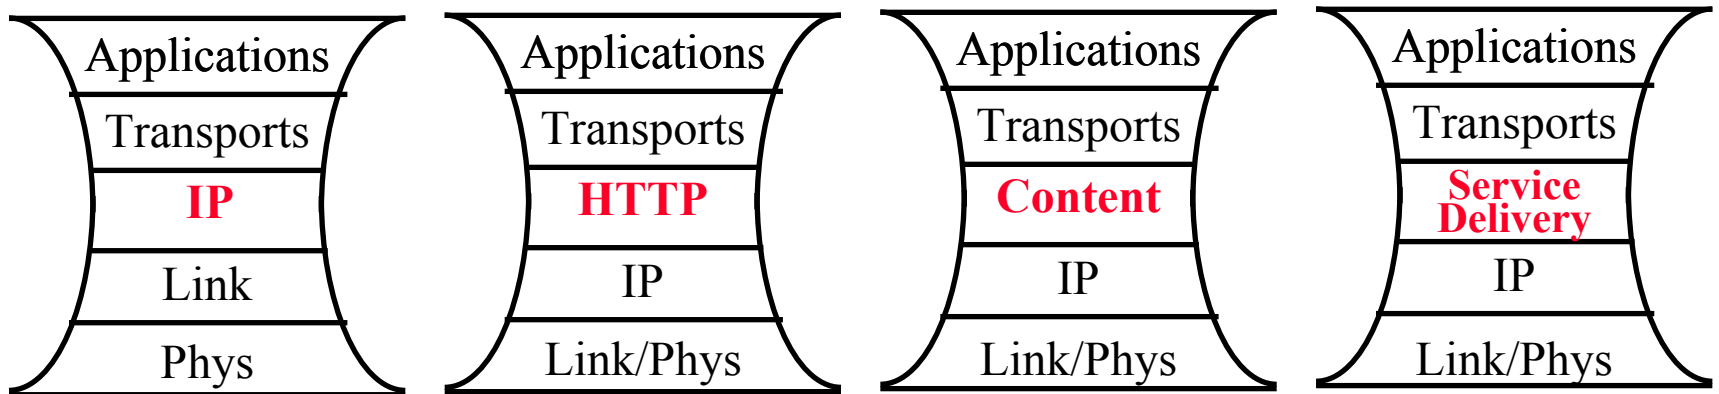 Applications
Transports
IP
Link
Phys
Applications
Transports
HTTP
IP
Link/Phys
Applications
Transports
Content
IP
Link/Phys
Applications
Transports
Service
Delivery
IP
Link/Phys